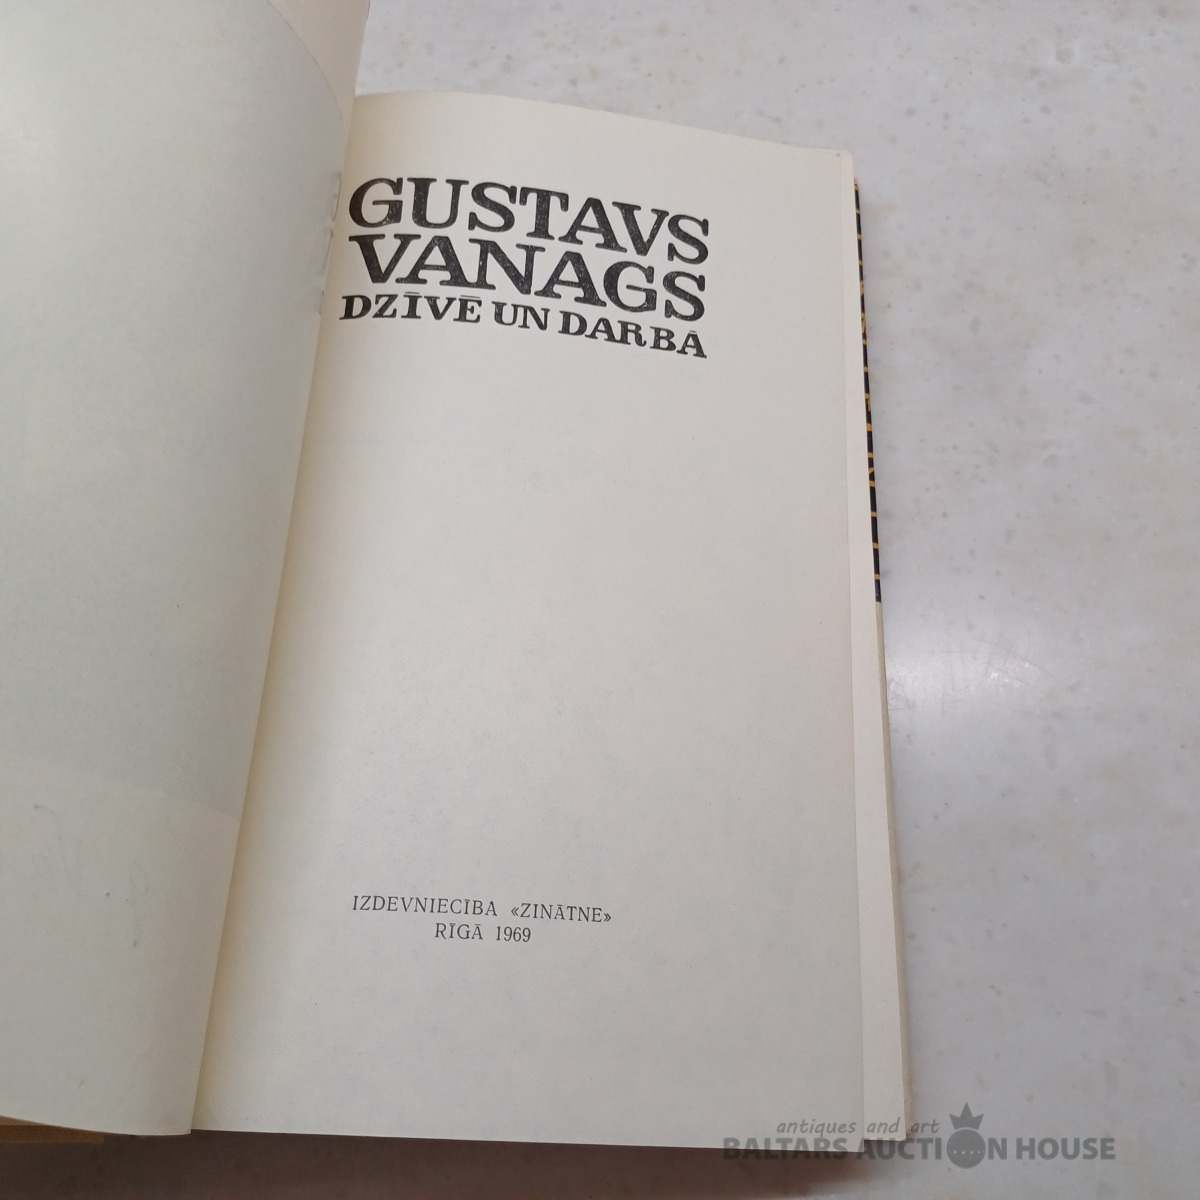 GUSTAVS
VANAGS
DZĪVĒ UN DARBĀ
IZDEVNIECĪBA «ZINĀTNE»
RĪGĀ 1969
antiques and art
BALTARS AUCTION HOUSE